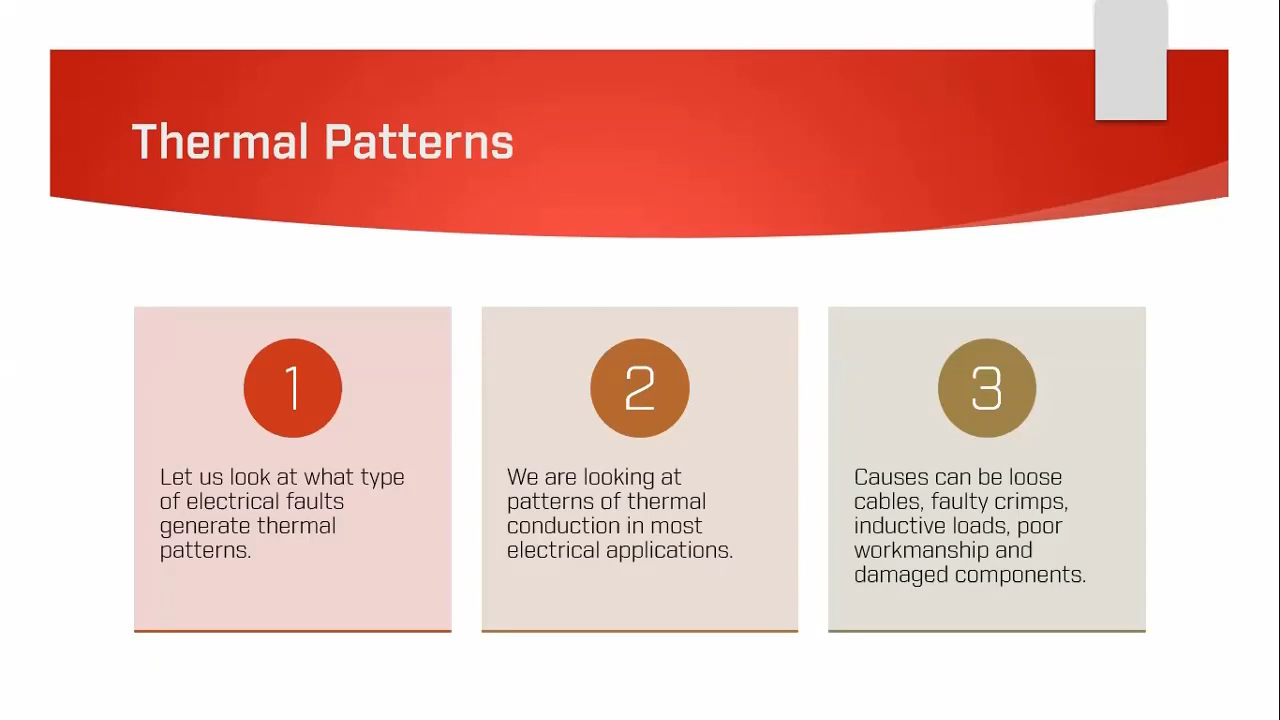 Thermal Patterns
1
Let us look at what type
of electrical faults
generate thermal
patterns.
2
We are looking at
patterns of thermal
conduction in most
electrical applications.
3
Causes can be loose
cables, faulty crimps,
inductive loads, poor
workmanship and
damaged components.